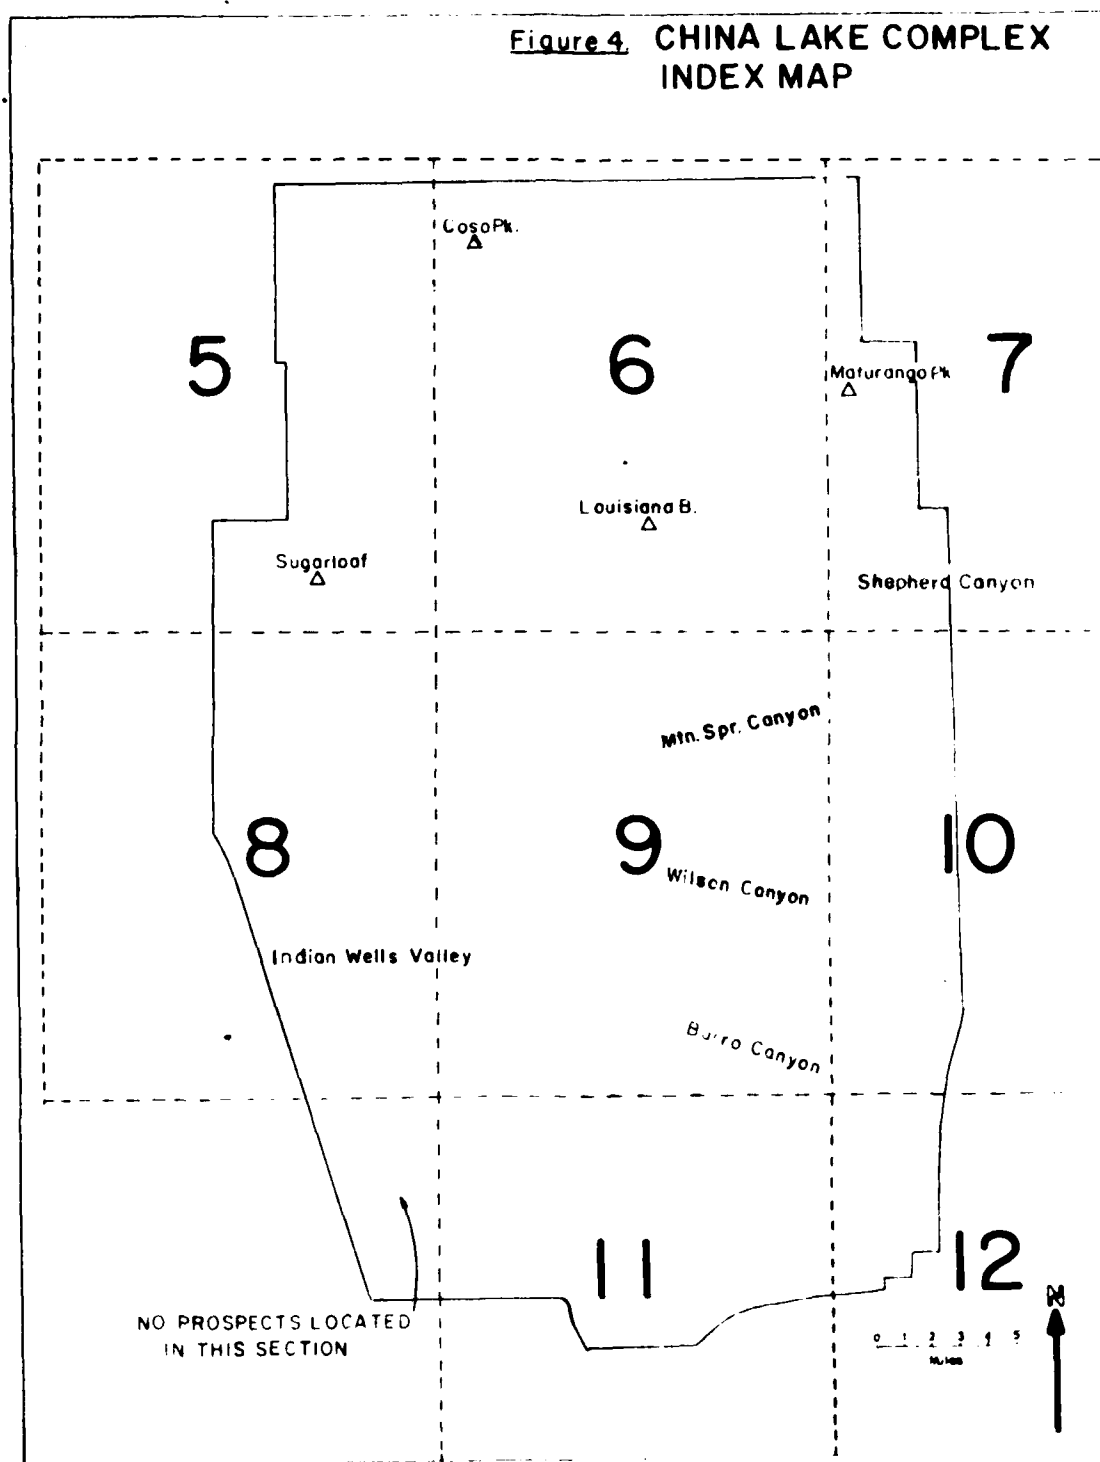 Figure 4. CHINA LAKE COMPLEX
INDEX MAP
Coso Pk.
5
6
7
Maturango Pk
Louisiana B.
Sugarloaf
Shepherd Canyon
Mtn. Spr. Canyon
8
9
10
Wilson Canyon
Indian Wells Valley
Burro Canyon
11
12
N
NO PROSPECTS LOCATED
IN THIS SECTION
0 1 2 3 4 5
Miles